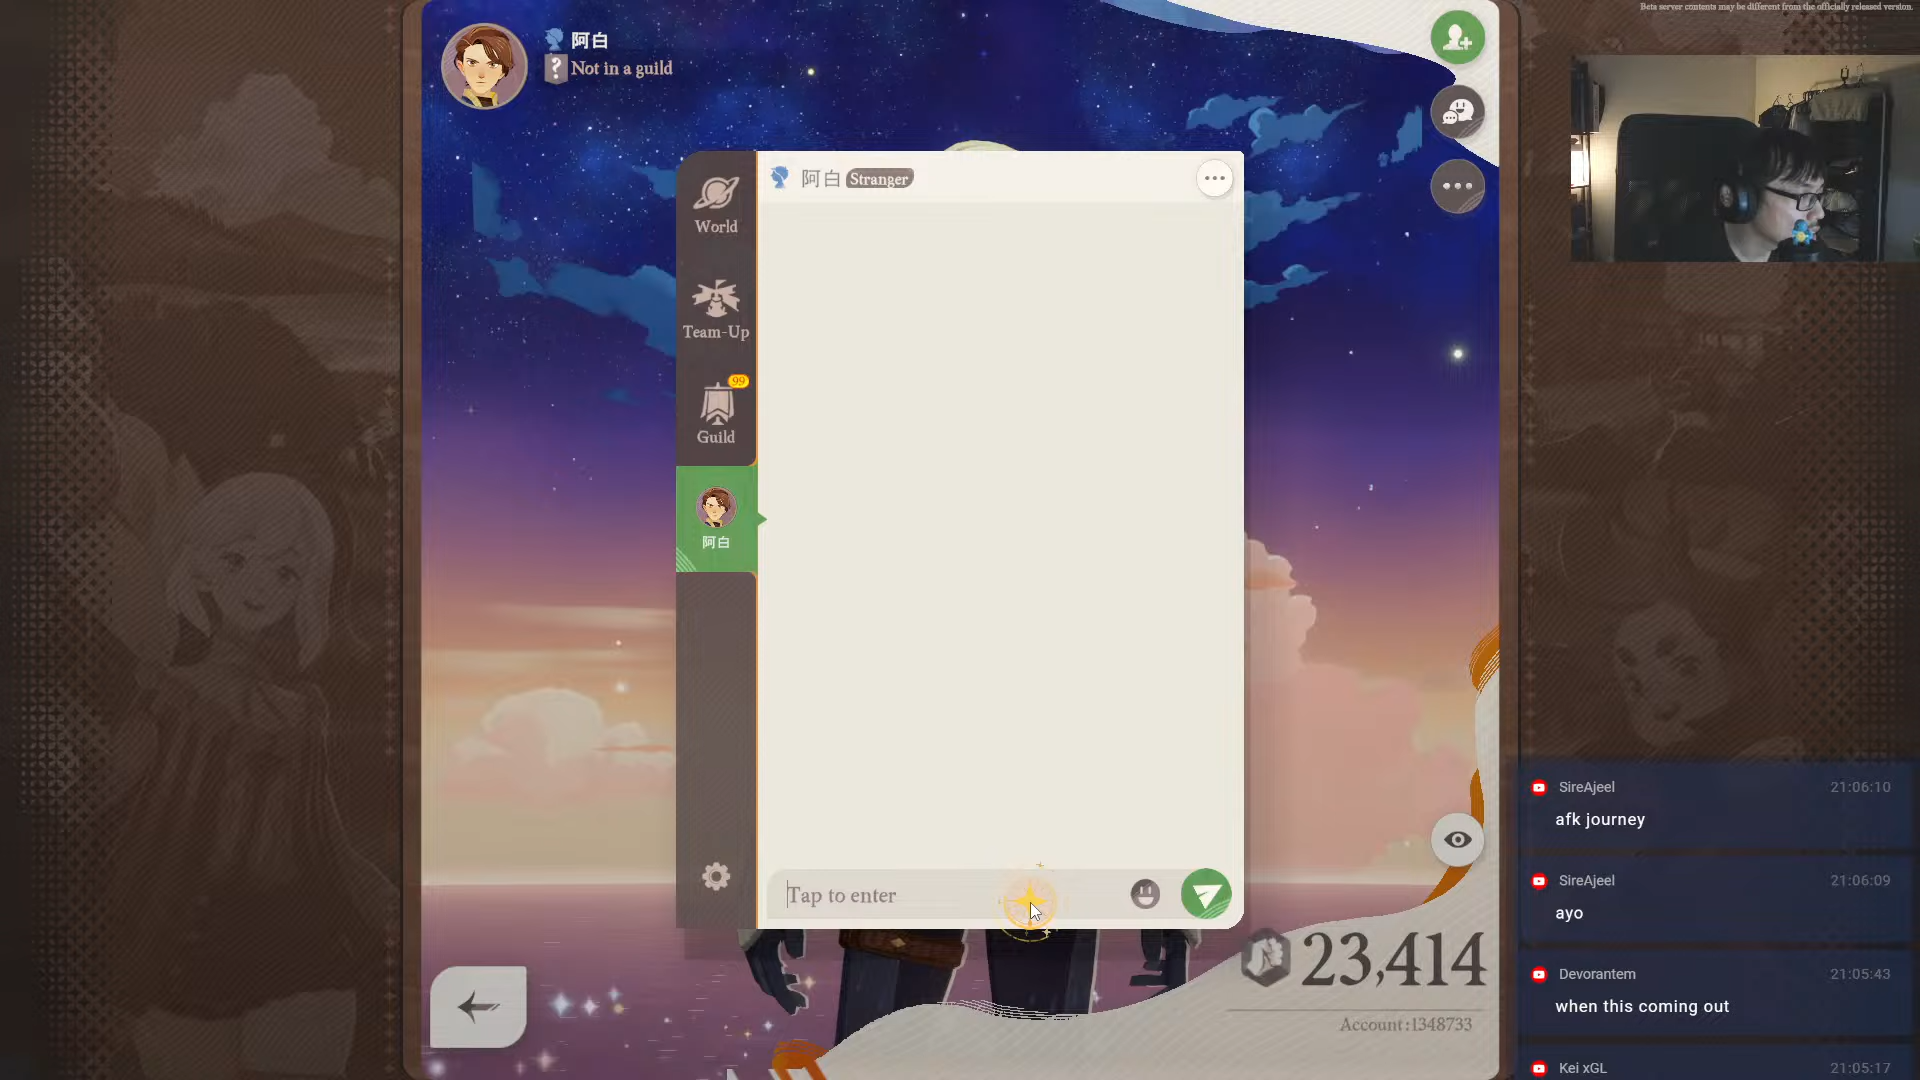 Beta server contents may be different from the officially released version.
阿白
Not in a guild
阿白 Stranger
World
Team-Up
99
Guild
阿白
Tap to enter
23,414
Account:1348733
SireAjeel 21:06:10
afk journey
SireAjeel 21:06:09
ayo
Devorantem 21:05:43
when this coming out
Kei xGL 21:05:17